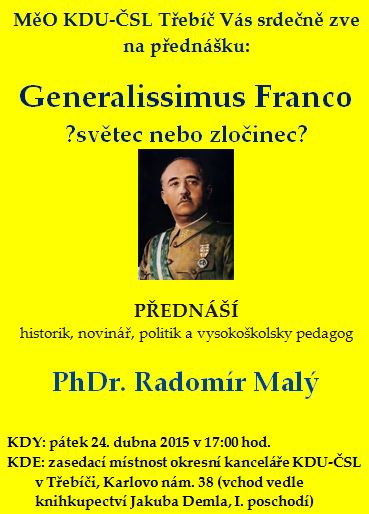 MěO KDU-ČSL Třebíč Vás srdečně zve
na přednášku:
Generalissimus Franco
?světec nebo zločinec?
PŘEDNÁŠÍ
historik, novinář, politik a vysokoškolsky pedagog
PhDr. Radomír Malý
KDY: pátek 24. dubna 2015 v 17:00 hod.
KDE: zasedací místnost okresní kanceláře KDU-ČSL
v Třebíči, Karlovo nám. 38 (vchod vedle
knihkupectví Jakuba Demla, I. poschodí)